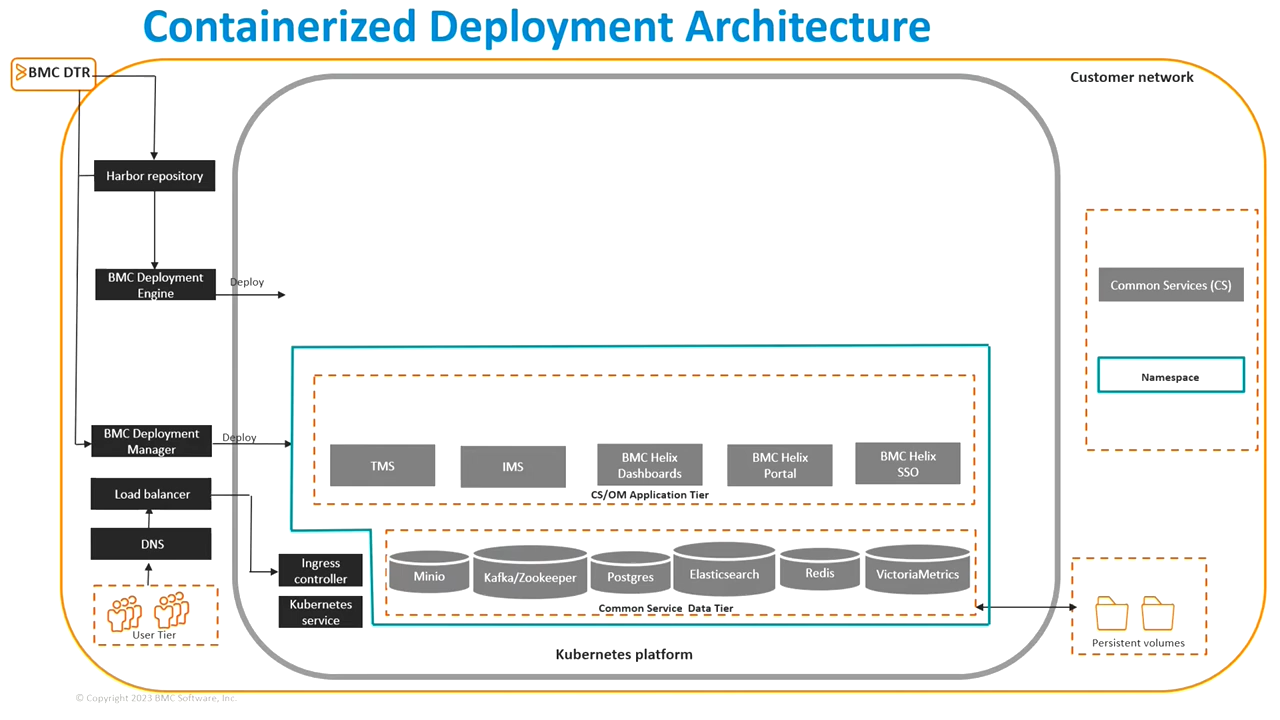 Containerized Deployment Architecture
BMC DTR
Customer network
Harbor repository
BMC Deployment
Engine
Deploy
Common Services (CS)
Namespace
BMC Deployment
Manager
Deploy
TMS
IMS
BMC Helix
Dashboards
BMC Helix
Portal
BMC Helix
SSO
CS/OM Application Tier
Load balancer
DNS
Ingress
controller
Kubernetes
service
Minio
Kafka/Zookeeper
Postgres
Elasticsearch
Redis
VictoriaMetrics
Common Service Data Tier
User Tier
Persistent volumes
Kubernetes platform
© Copyright 2023 BMC Software, Inc.